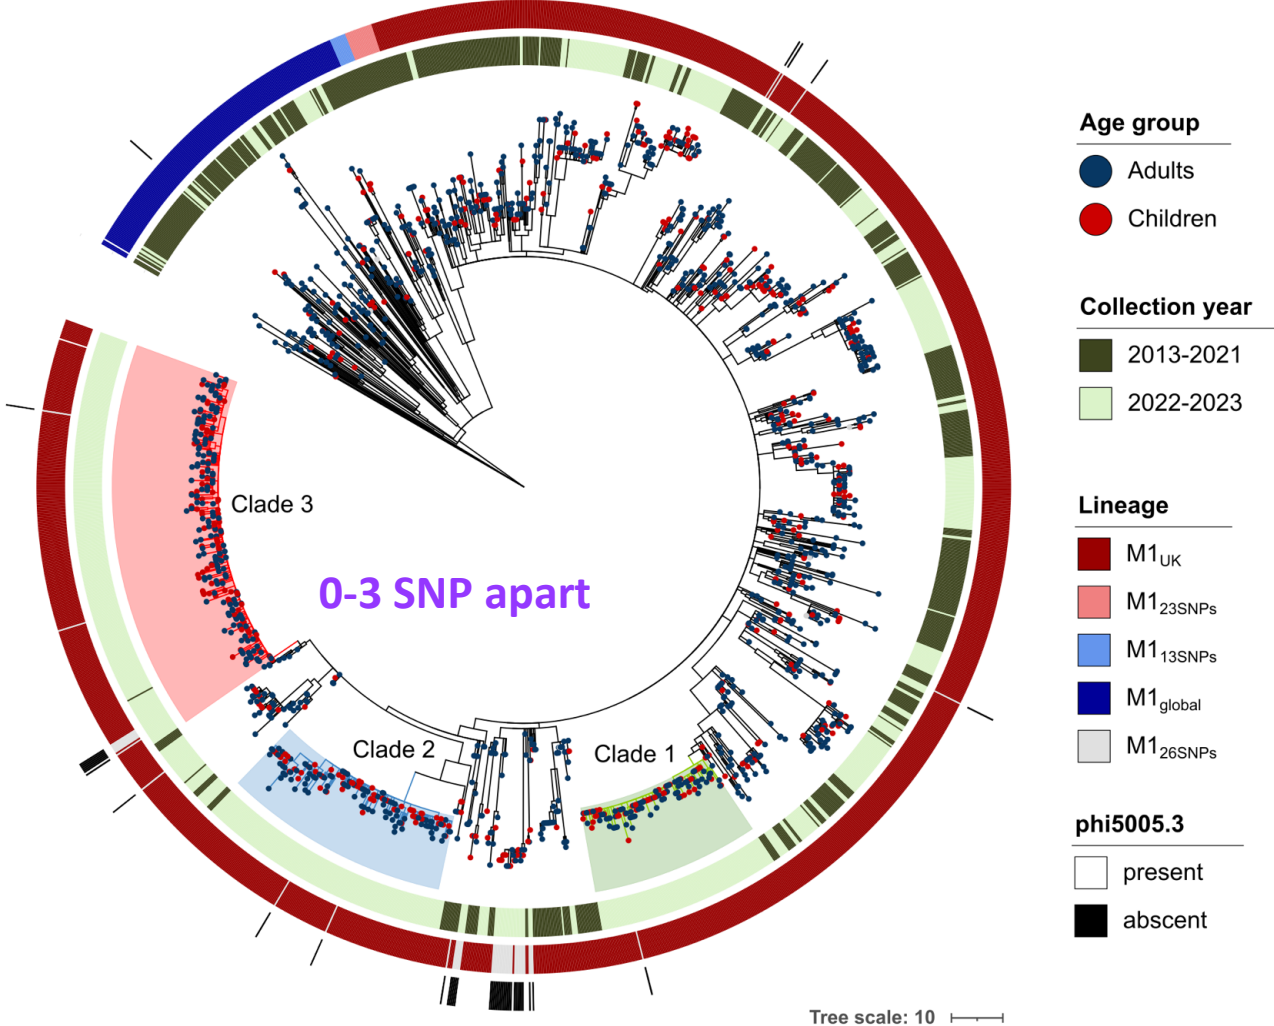 Clade 3
0-3 SNP apart
Clade 2
Clade 1
Age group
Adults
Children
Collection year
2013-2021
2022-2023
Lineage
M1UK
M123SNPs
M113SNPs
M1global
M126SNPs
phi5005.3
present
abscent
Tree scale: 10